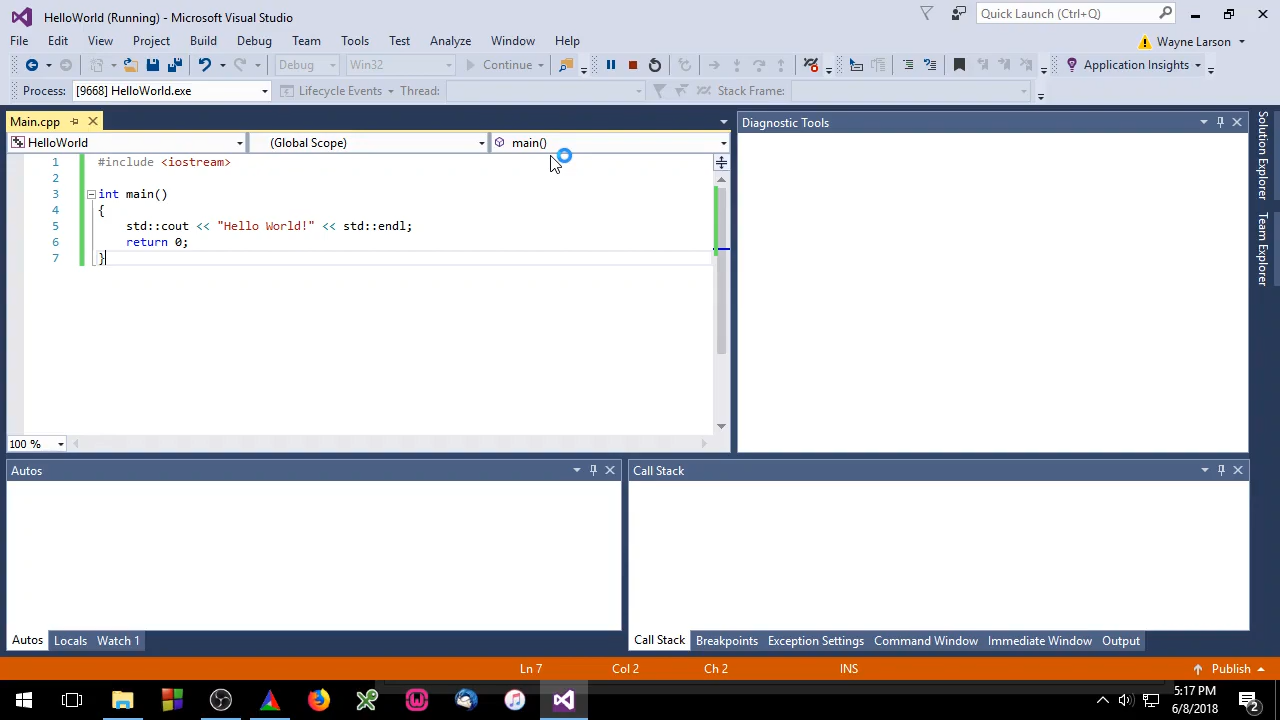 HelloWorld (Running) - Microsoft Visual Studio
Quick Launch (Ctrl+Q)
File Edit View Project Build Debug Team Tools Test Analyze Window Help
Wayne Larson
Debug Win32 Continue Application Insights
Process: [9668] HelloWorld.exe Lifecycle Events Thread: Stack Frame:
Main.cpp
HelloWorld (Global Scope) main()
1 #include <iostream>
2
3 int main()
4 {
5 std::cout << "Hello World!" << std::endl;
6 return 0;
7 }
100 %
Diagnostic Tools
Solution Explorer
Team Explorer
Autos
Autos Locals Watch 1
Call Stack
Call Stack Breakpoints Exception Settings Command Window Immediate Window Output
Ln 7 Col 2 Ch 2 INS Publish
5:17 PM
6/8/2018
2